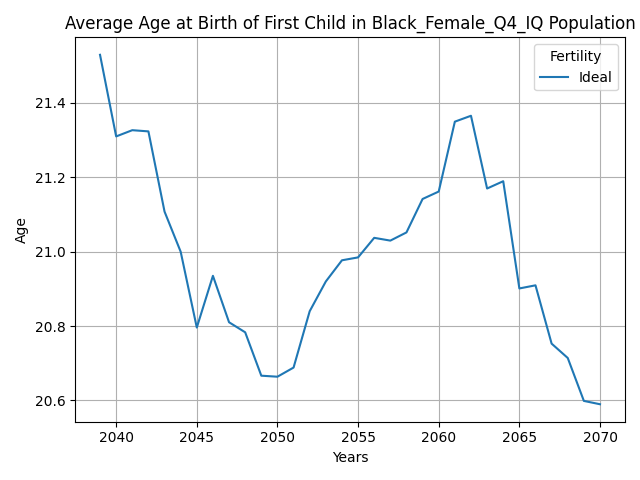 Average Age at Birth of First Child in Black_Female_Q4_IQ Population
Fertility
Ideal
21.4
21.2
21.0
20.8
20.6
Age
2040 2045 2050 2055 2060 2065 2070
Years